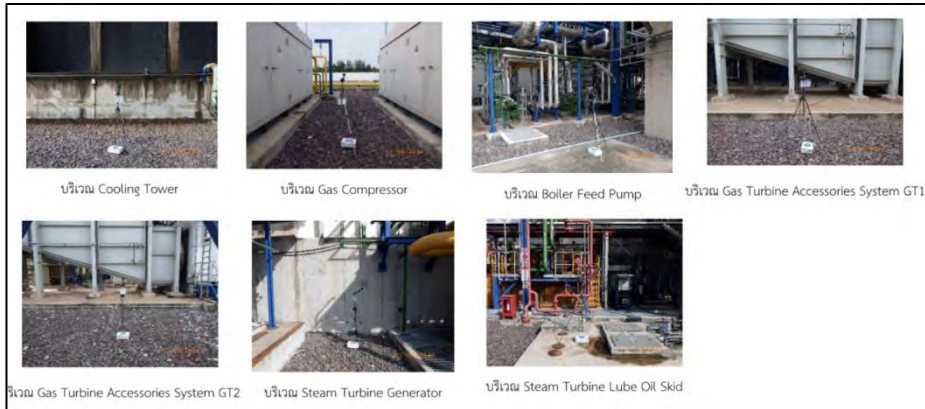 บริเวณ Cooling Tower
บริเวณ Gas Compressor
บริเวณ Boiler Feed Pump
บริเวณ Gas Turbine Accessories System GT1
บริเวณ Gas Turbine Accessories System GT2
บริเวณ Steam Turbine Generator
บริเวณ Steam Turbine Lube Oil Skid